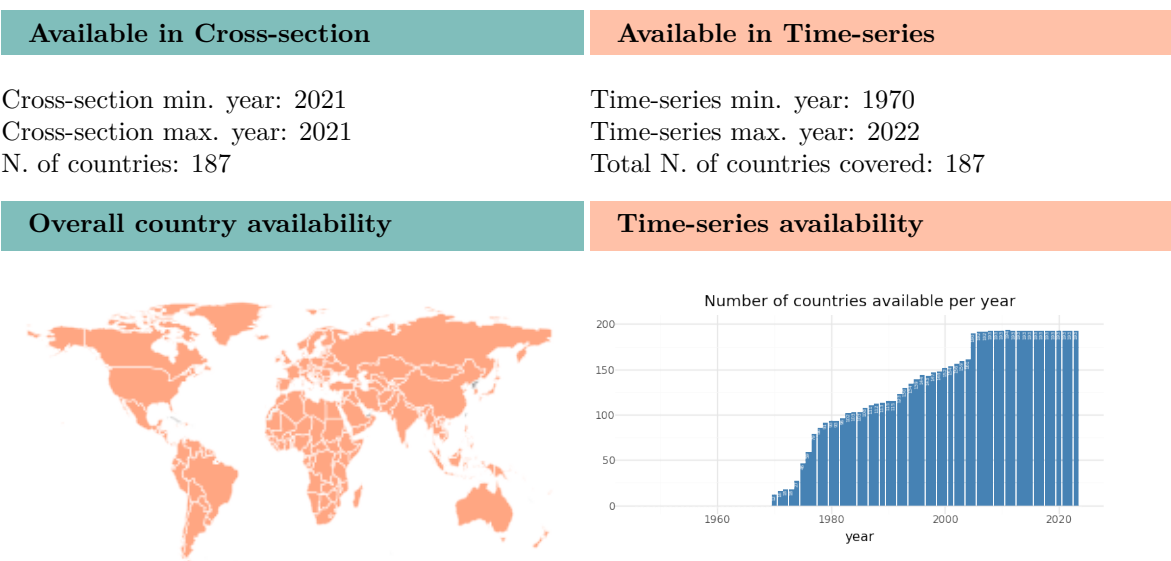 Available in Cross-section
Available in Time-series
Cross-section min. year: 2021
Cross-section max. year: 2021
N. of countries: 187
Time-series min. year: 1970
Time-series max. year: 2022
Total N. of countries covered: 187
Overall country availability
Time-series availability
Number of countries available per year
200
150
100
50
0
1960
1980
2000
2020
year